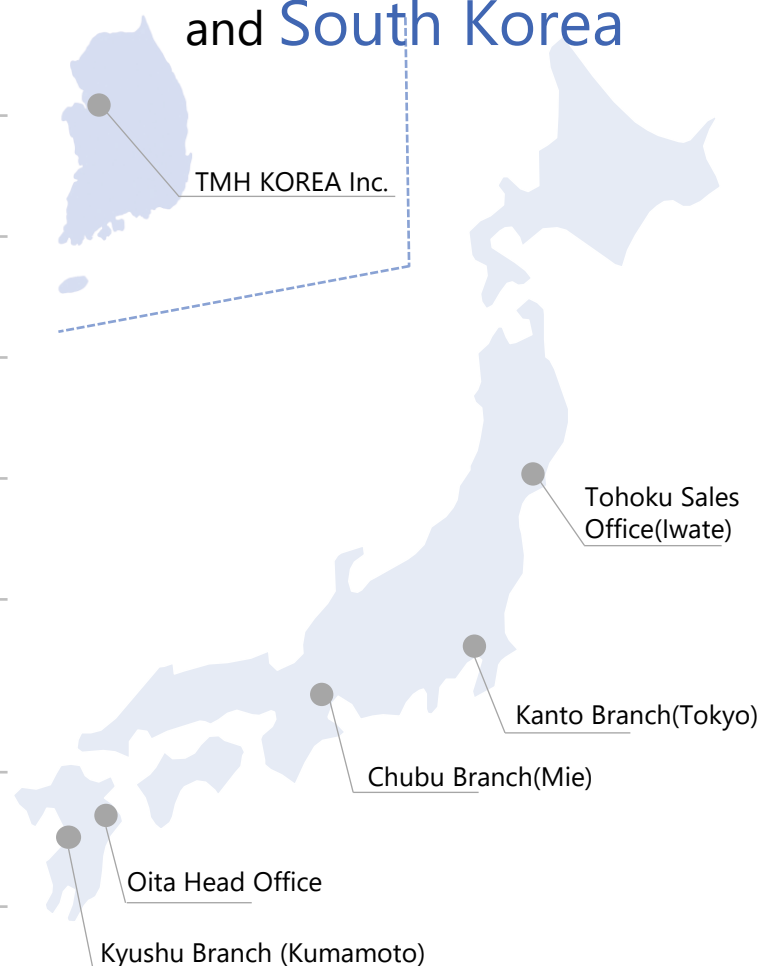 and South Korea
TMH KOREA Inc.
Tohoku Sales
Office(Iwate)
Kanto Branch(Tokyo)
Chubu Branch(Mie)
Oita Head Office
Kyushu Branch (Kumamoto)